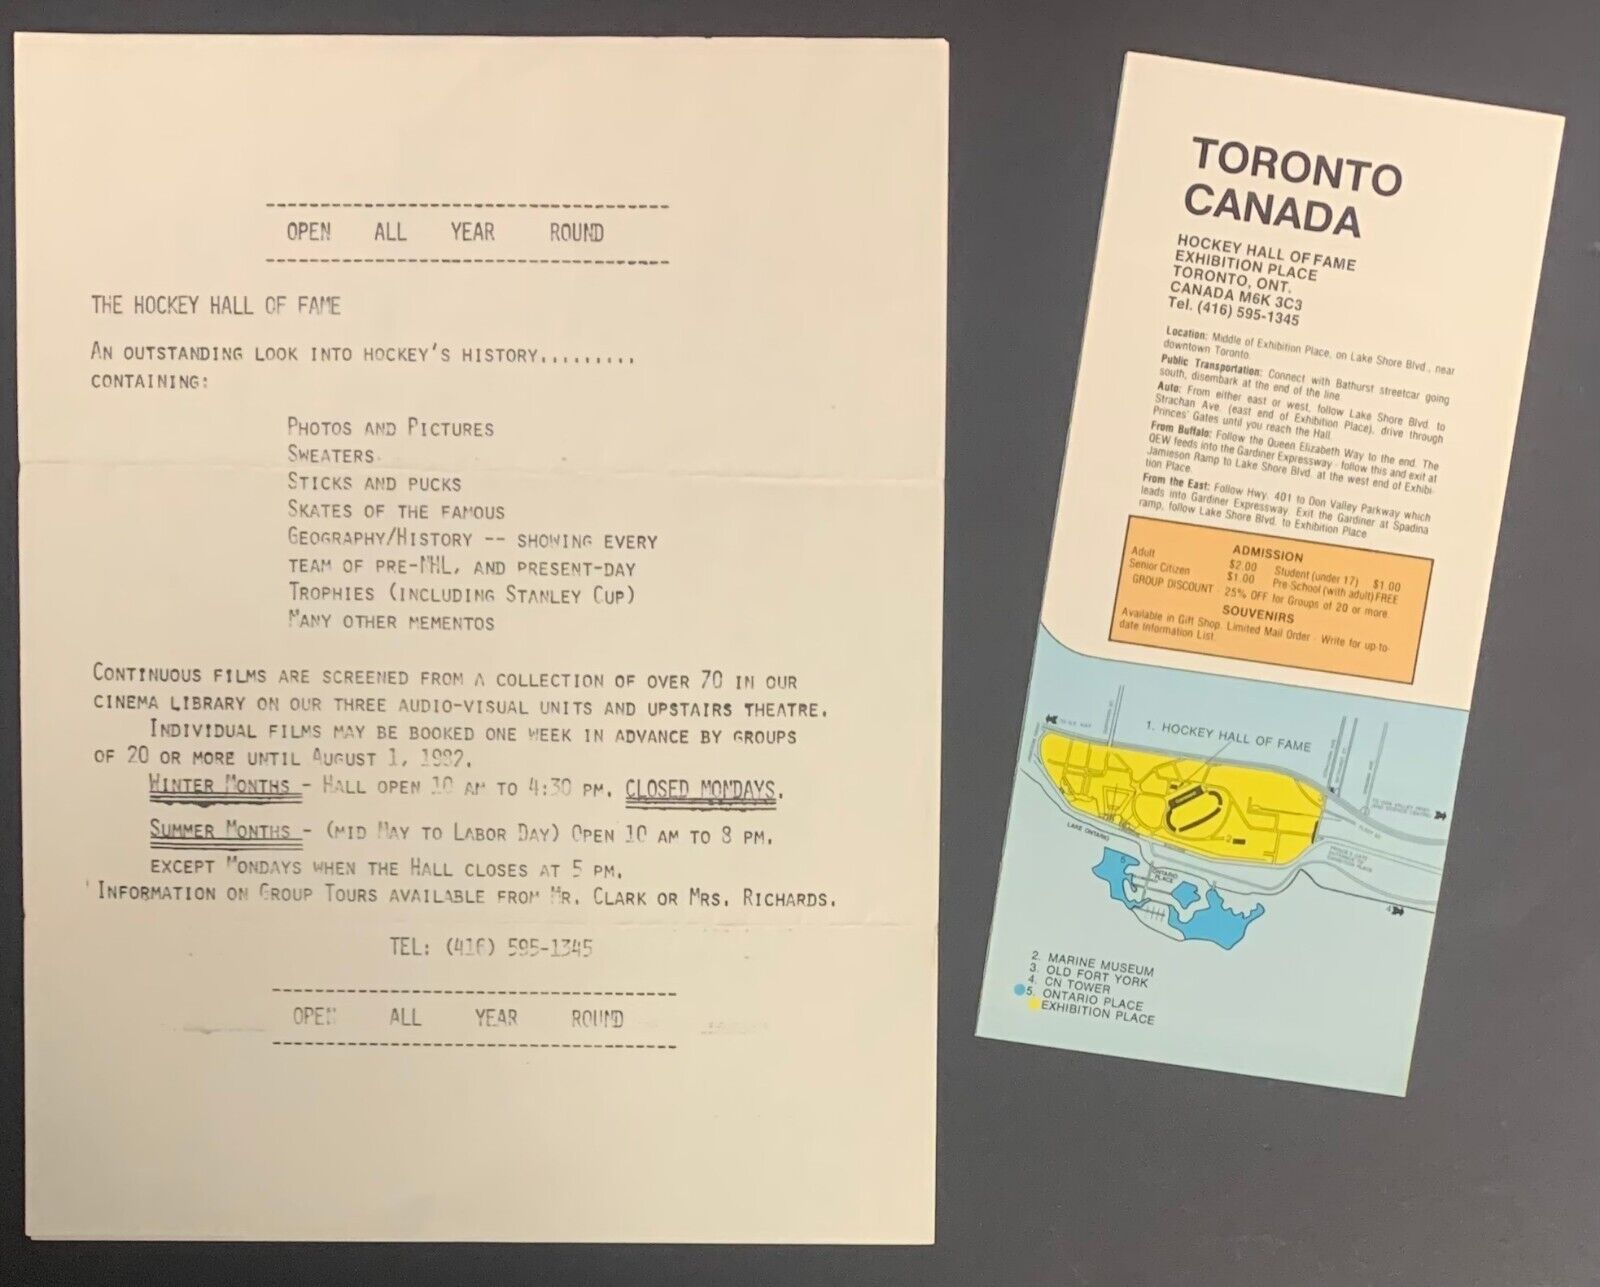 OPEN ALL YEAR ROUND
THE HOCKEY HALL OF FAME
AN OUTSTANDING LOOK INTO HOCKEY'S HISTORY.........
CONTAINING:
PHOTOS AND PICTURES
SWEATERS
STICKS AND PUCKS
SKATES OF THE FAMOUS
GEOGRAPHY/HISTORY -- SHOWING EVERY
TEAM OF PRE-NHL, AND PRESENT-DAY
TROPHIES (INCLUDING STANLEY CUP)
MANY OTHER MEMENTOS
CONTINUOUS FILMS ARE SCREENED FROM A COLLECTION OF OVER 70 IN OUR
CINEMA LIBRARY ON OUR THREE AUDIO-VISUAL UNITS AND UPSTAIRS THEATRE.
INDIVIDUAL FILMS MAY BE BOOKED ONE WEEK IN ADVANCE BY GROUPS
OF 20 OR MORE UNTIL AUGUST 1, 1982.
WINTER MONTHS - HALL OPEN 10 AM TO 4:30 PM. CLOSED MONDAYS.
SUMMER MONTHS - (MID MAY TO LABOR DAY) OPEN 10 AM TO 8 PM.
EXCEPT MONDAYS WHEN THE HALL CLOSES AT 5 PM.
INFORMATION ON GROUP TOURS AVAILABLE FROM MR. CLARK OR MRS. RICHARDS.
TEL: (416) 595-1345
OPEN ALL YEAR ROUND
TORONTO
CANADA
HOCKEY HALL OF FAME
EXHIBITION PLACE
TORONTO, ONT.
CANADA M6K 3C3
Tel. (416) 595-1345
Location: Middle of Exhibition Place, on Lake Shore Blvd., near
downtown Toronto.
Public Transportation: Connect with Bathurst streetcar going
south, disembark at the end of the line.
Auto: From either east or west, follow Lake Shore Blvd. to
Strachan Ave. (east end of Exhibition Place), drive through
Princes' Gates until you reach the Hall.
From Buffalo: Follow the Queen Elizabeth Way to the end. The
QEW feeds into the Gardiner Expressway - follow this and exit at
Jamieson Ramp to Lake Shore Blvd. at the west end of Exhibi-
tion Place.
From the East: Follow Hwy. 401 to Don Valley Parkway which
leads into Gardiner Expressway. Exit the Gardiner at Spadina
ramp, follow Lake Shore Blvd. to Exhibition Place.
ADMISSION
Adult $2.00 Student (under 17) $1.00
Senior Citizen $1.00 Pre-School (with adult) FREE
GROUP DISCOUNT - 25% OFF for Groups of 20 or more.
SOUVENIRS
Available in Gift Shop. Limited Mail Order - Write for up-to-
date Information List.
1. HOCKEY HALL OF FAME
2
LAKE ONTARIO
ONTARIO
PLACE
5
4
2. MARINE MUSEUM
3. OLD FORT YORK
4. CN TOWER
5. ONTARIO PLACE
EXHIBITION PLACE